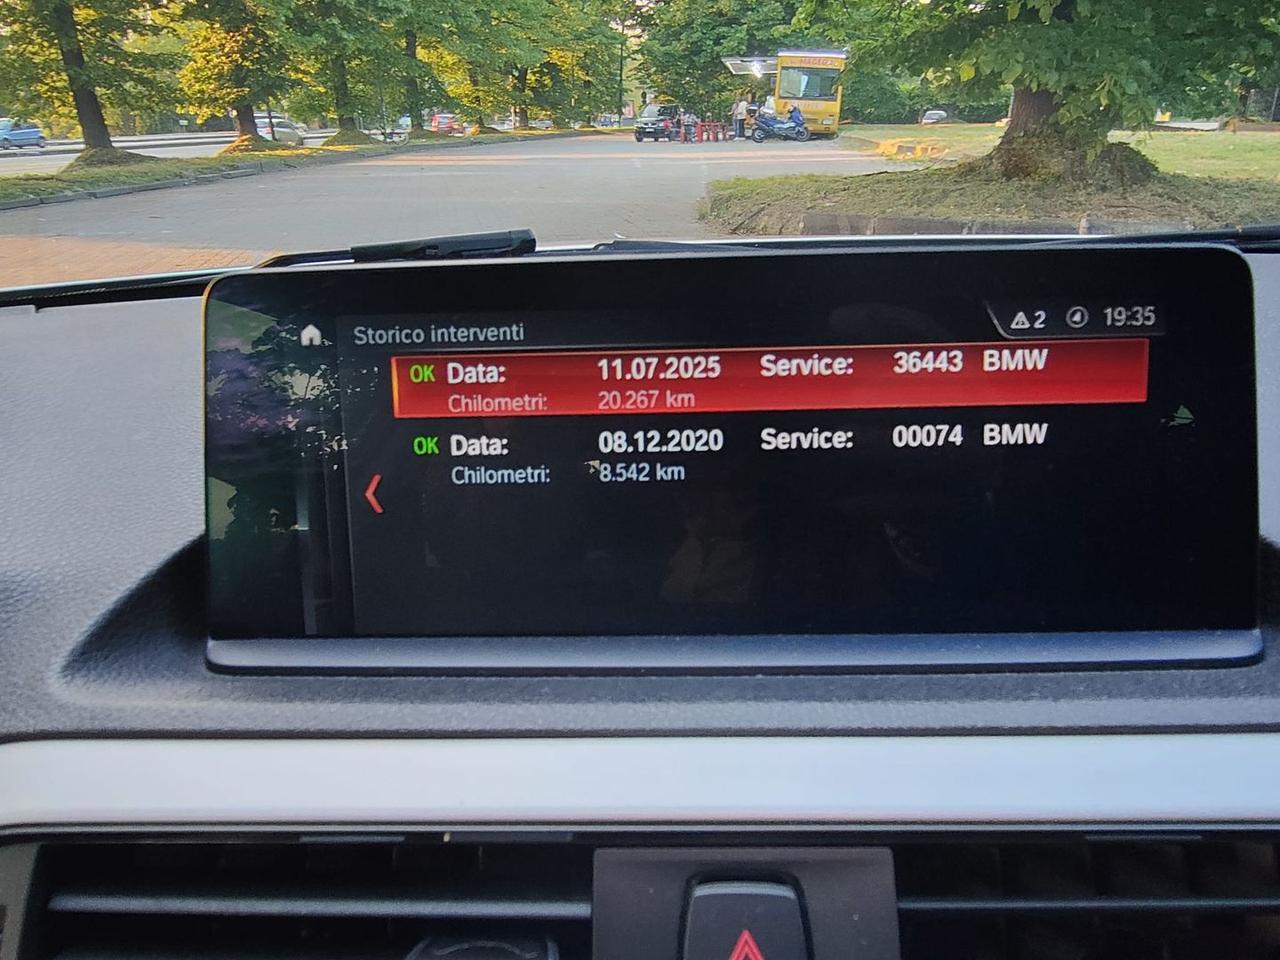 MAGER
Storico interventi
2 19:35
OK Data: 11.07.2025 Service: 36443 BMW
Chilometri: 20.267 km
OK Data: 08.12.2020 Service: 00074 BMW
Chilometri: 8.542 km